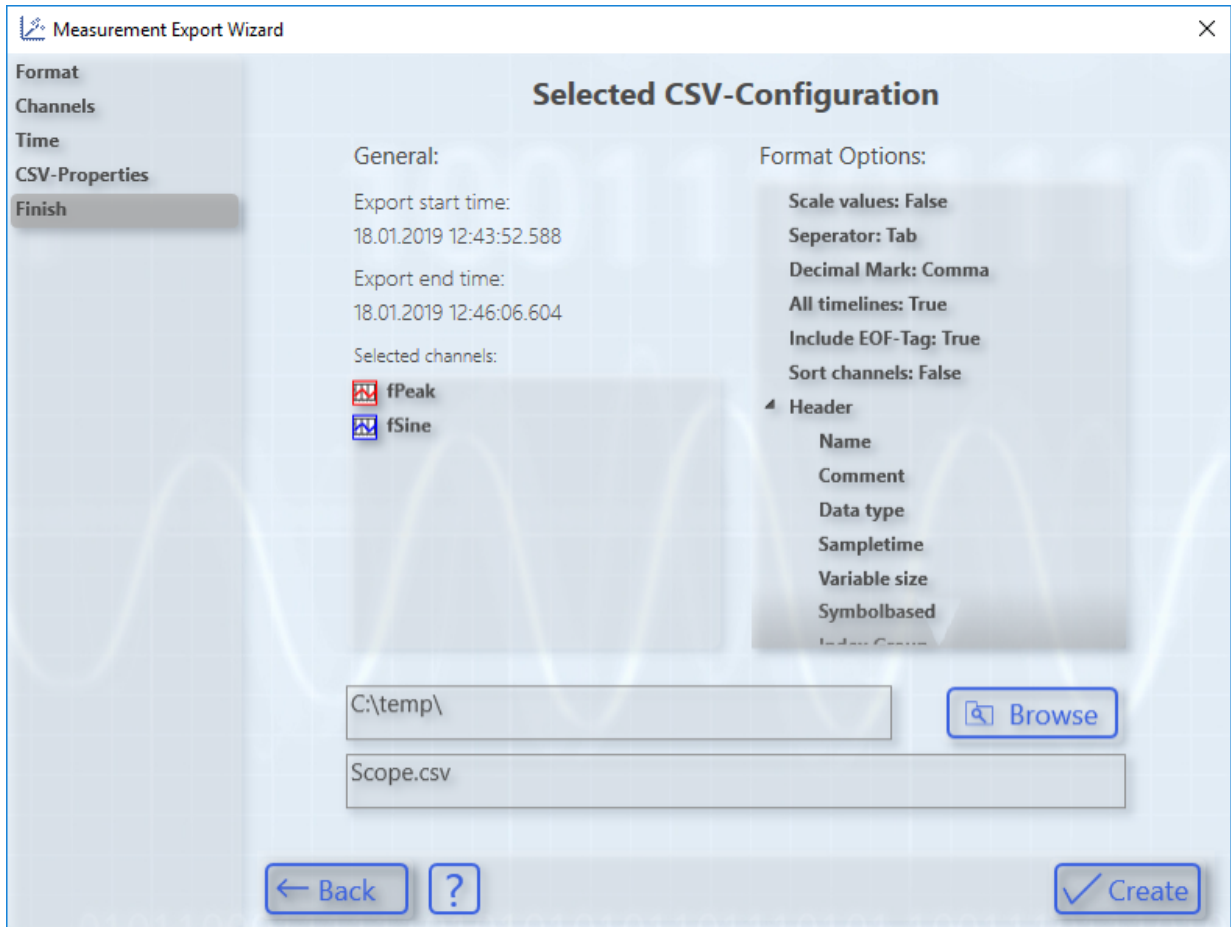 Measurement Export Wizard
Format
Channels
Time
CSV-Properties
Finish
Selected CSV-Configuration
General:
Export start time:
18.01.2019 12:43:52.588
Export end time:
18.01.2019 12:46:06.604
Selected channels:
fPeak
fSine
Format Options:
Scale values: False
Seperator: Tab
Decimal Mark: Comma
All timelines: True
Include EOF-Tag: True
Sort channels: False
Header
Name
Comment
Data type
Sampletime
Variable size
Symbolbased
Index Group
C:\temp\
Browse
Scope.csv
Back
?
Create